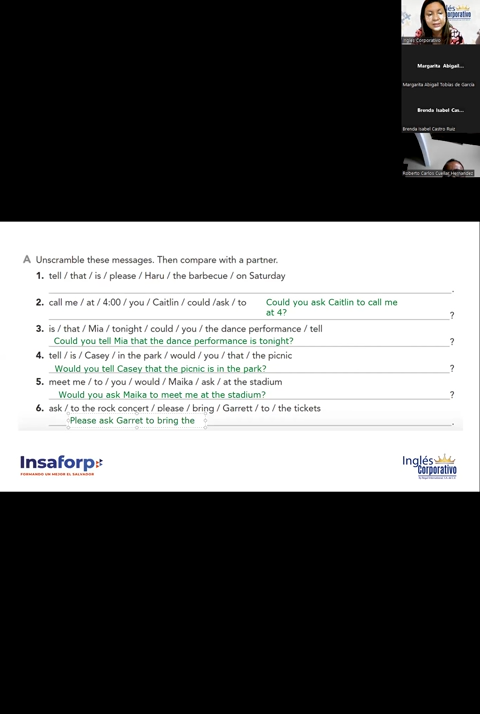 Inglés Corporativo
Inglés Corporativo
Margarita Abigail...
Margarita Abigail Tobias de Garcia
Brenda Isabel Cas...
Brenda Isabel Castro Ruiz
Roberto Carlos Cuellar Hernandez
A Unscramble these messages. Then compare with a partner.
1. tell / that / is / please / Haru / the barbecue / on Saturday
.
2. call me / at / 4:00 / you / Caitlin / could /ask / to
Could you ask Caitlin to call me
at 4?
?
3. is / that / Mia / tonight / could / you / the dance performance / tell
Could you tell Mia that the dance performance is tonight? ?
4. tell / is / Casey / in the park / would / you / that / the picnic
Would you tell Casey that the picnic is in the park? ?
5. meet me / to / you / would / Maika / ask / at the stadium
Would you ask Maika to meet me at the stadium? ?
6. ask / to the rock concert / please / bring / Garrett / to / the tickets
Please ask Garret to bring the .
Insaforp
FORMANDO UN MEJOR EL SALVADOR
Inglés
Corporativo